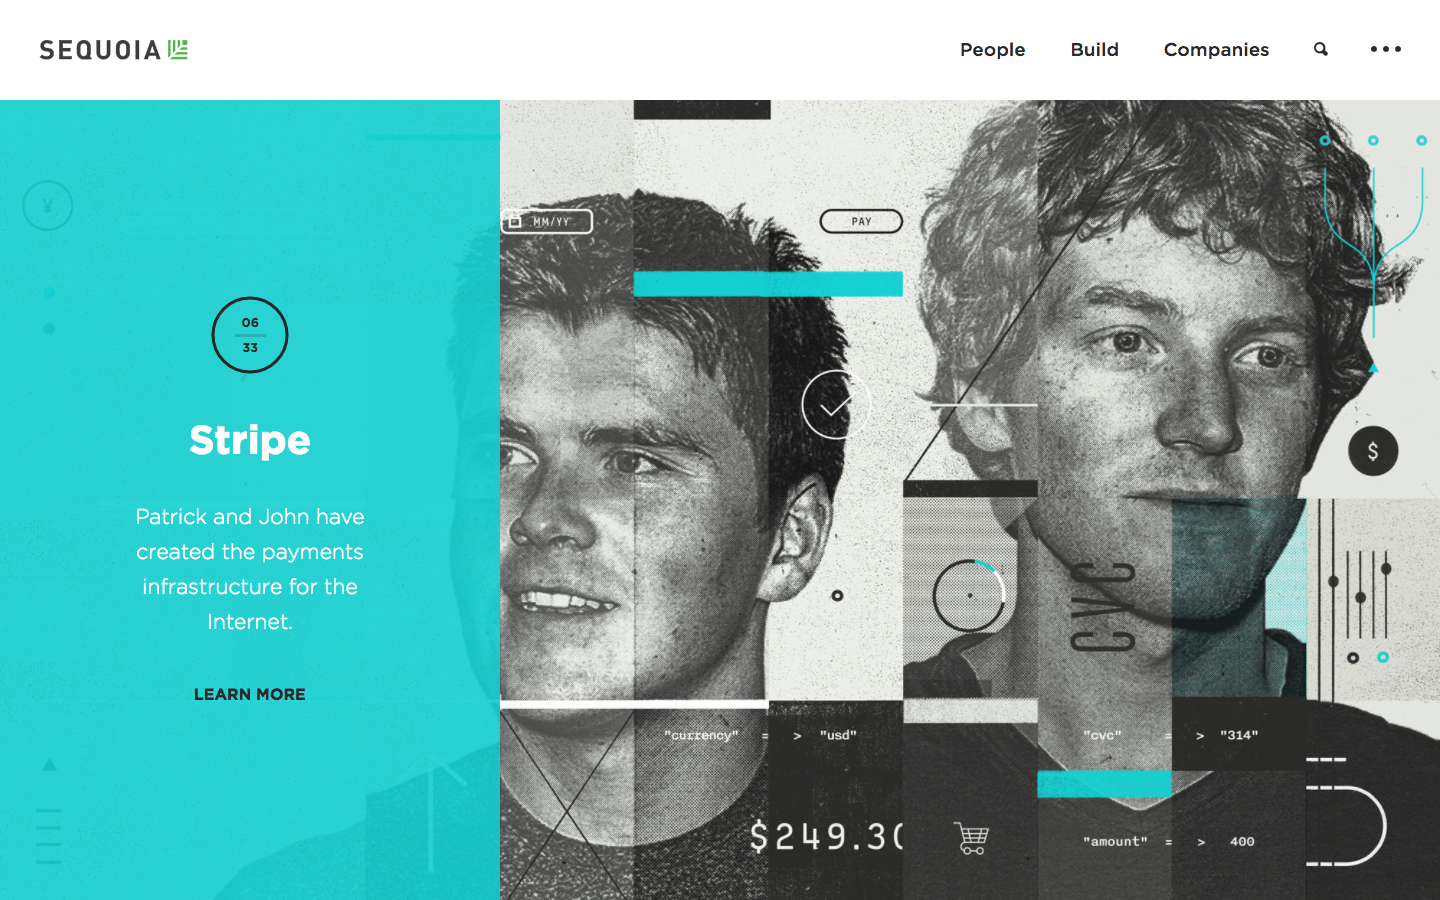 SEQUOIA
People Build Companies
¥
MM/YY
PAY
06
33
Stripe
$
Patrick and John have
created the payments
infrastructure for the
Internet.
CVC
LEARN MORE
"currency" = > "usd"
"cvc" = > "314"
$249.30
"amount" = > 400